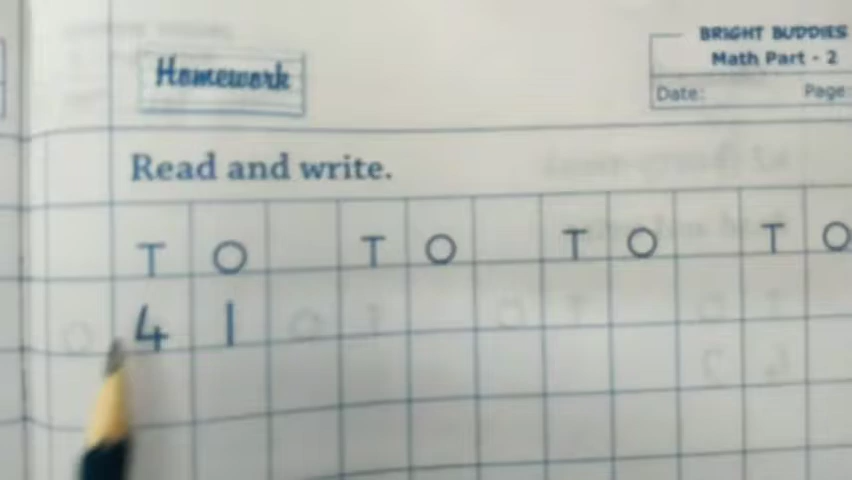 BRIGHT BUDDIES
Math Part - 2
Homework
Date: Page:
Read and write.
T O T O T O T O
4 1